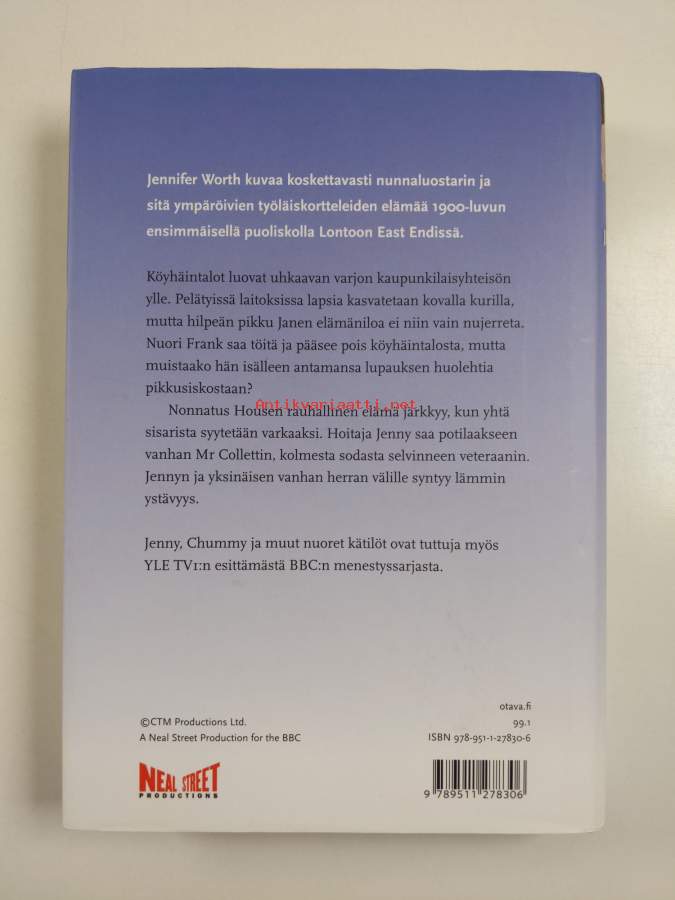 Jennifer Worth kuvaa koskettavasti nunnaluostarin ja
sitä ympäröivien työläiskortteleiden elämää 1900-luvun
ensimmäisellä puoliskolla Lontoon East Endissä.
Köyhäintalot luovat uhkaavan varjon kaupunkilaisyhteisön
ylle. Pelätyissä laitoksissa lapsia kasvatetaan kovalla kurilla,
mutta hilpeän pikku Janen elämäniloa ei niin vain nujerreta.
Nuori Frank saa töitä ja pääsee pois köyhäintalosta, mutta
muistaako hän isälleen antamansa lupauksen huolehtia
pikkusiskostaan?
Antikvariaatti.net
Nonnatus Housen rauhallinen elämä järkkyy, kun yhtä
sisarista syytetään varkaaksi. Hoitaja Jenny saa potilaakseen
vanhan Mr Collettin, kolmesta sodasta selvinneen veteraanin.
Jennyn ja yksinäisen vanhan herran välille syntyy lämmin
ystävyys.
Jenny, Chummy ja muut nuoret kätilöt ovat tuttuja myös
YLE TV1:n esittämästä BBC:n menestyssarjasta.
otava.fi
©CTM Productions Ltd. 99.1
A Neal Street Production for the BBC ISBN 978-951-1-27830-6
NEAL STREET
PRODUCTIONS
9 789511 278306